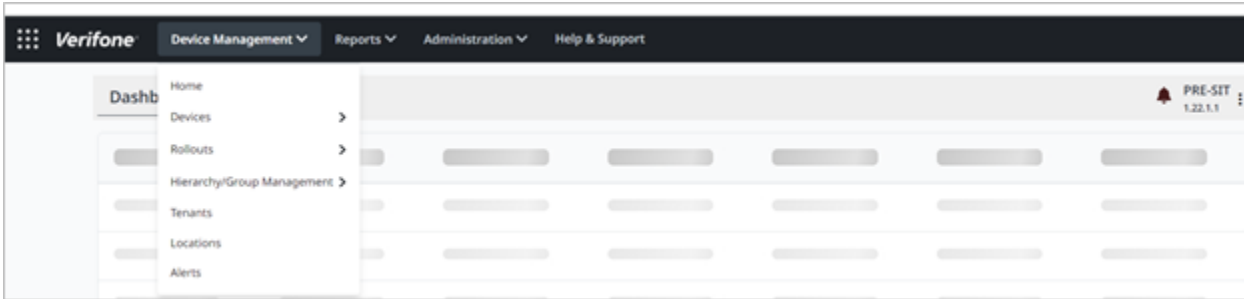 Verifone Device Management Reports Administration Help & Support
Dashb
PRE-SIT
1.22.1.1
Home
Devices
Rollouts
Hierarchy/Group Management
Tenants
Locations
Alerts